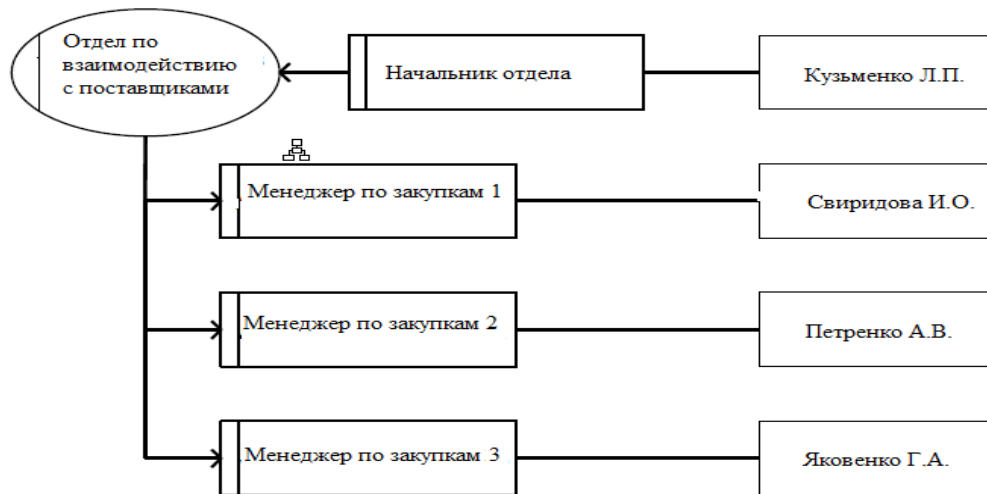 Отдел по
взаимодействию
с поставщиками
Начальник отдела
Кузьменко Л.П.
Менеджер по закупкам 1
Свиридова И.О.
Менеджер по закупкам 2
Петренко А.В.
Менеджер по закупкам 3
Яковенко Г.А.